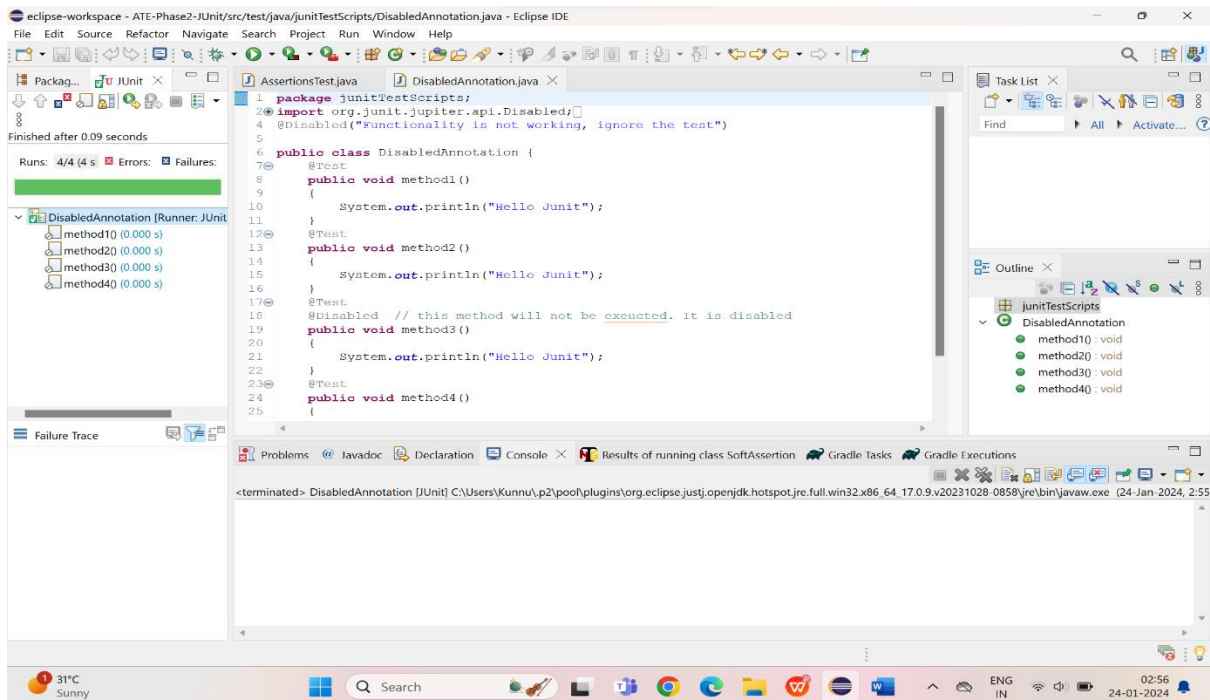 eclipse-workspace - ATE-Phase2-JUnit/src/test/java/junitTestScripts/DisabledAnnotation.java - Eclipse IDE
File Edit Source Refactor Navigate Search Project Run Window Help
Packag... JUnit
Finished after 0.09 seconds
Runs: 4/4 (4 s Errors: Failures:
DisabledAnnotation [Runner: JUnit
method1() (0.000 s)
method2() (0.000 s)
method3() (0.000 s)
method4() (0.000 s)
Failure Trace
AssertionsTest.java DisabledAnnotation.java
1 package junitTestScripts;
2 import org.junit.jupiter.api.Disabled;
4 @Disabled("Functionality is not working, ignore the test")
5
6 public class DisabledAnnotation {
7 @Test
8 public void method1()
9 {
10 System.out.println("Hello Junit");
11 }
12 @Test
13 public void method2()
14 {
15 System.out.println("Hello Junit");
16 }
17 @Test
18 @Disabled // this method will not be exeucted. it is disabled
19 public void method3()
20 {
21 System.out.println("Hello Junit");
22 }
23 @Test
24 public void method4()
25 {
Task List
Find All Activate....
Outline
junitTestScripts
DisabledAnnotation
method1() : void
method2() : void
method3() : void
method4() : void
Problems @ Javadoc Declaration Console Results of running class SoftAssertion Gradle Tasks Gradle Executions
<terminated> DisabledAnnotation [JUnit] C:\Users\Kunnu\.p2\pool\plugins\org.eclipse.justj.openjdk.hotspot.jre.full.win32.x86_64_17.0.9.v20231028-0858\jre\bin\javaw.exe (24-Jan-2024, 2:55
1
31°C
Sunny
Search
ENG
IN
02:56
24-01-2024